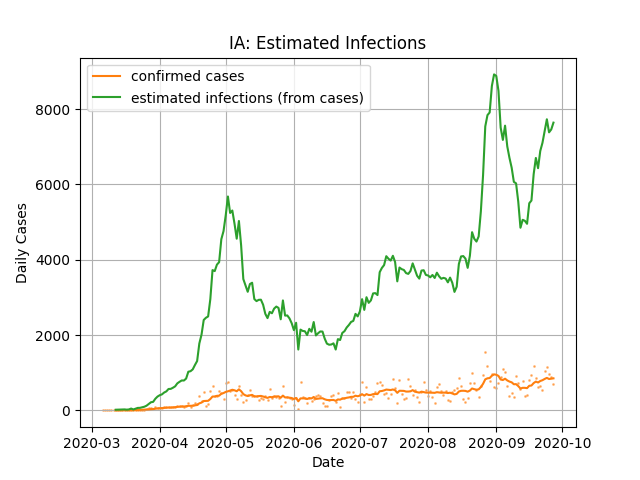 IA: Estimated Infections
confirmed cases
estimated infections (from cases)
Daily Cases
8000
6000
4000
2000
0
2020-03 2020-04 2020-05 2020-06 2020-07 2020-08 2020-09 2020-10
Date